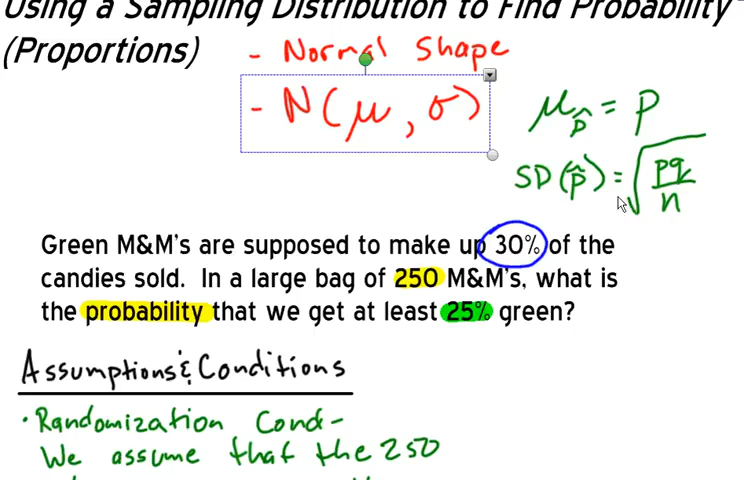 Using a Sampling Distribution to Find Probability
(Proportions)
- Normal Shape
- N(μ, σ)
μ_p̂ = p
SD(p̂) = √(pq/n)
Green M&M's are supposed to make up 30% of the
candies sold. In a large bag of 250 M&M's, what is
the probability that we get at least 25% green?
Assumptions & Conditions
• Randomization Cond-
We assume that the 250